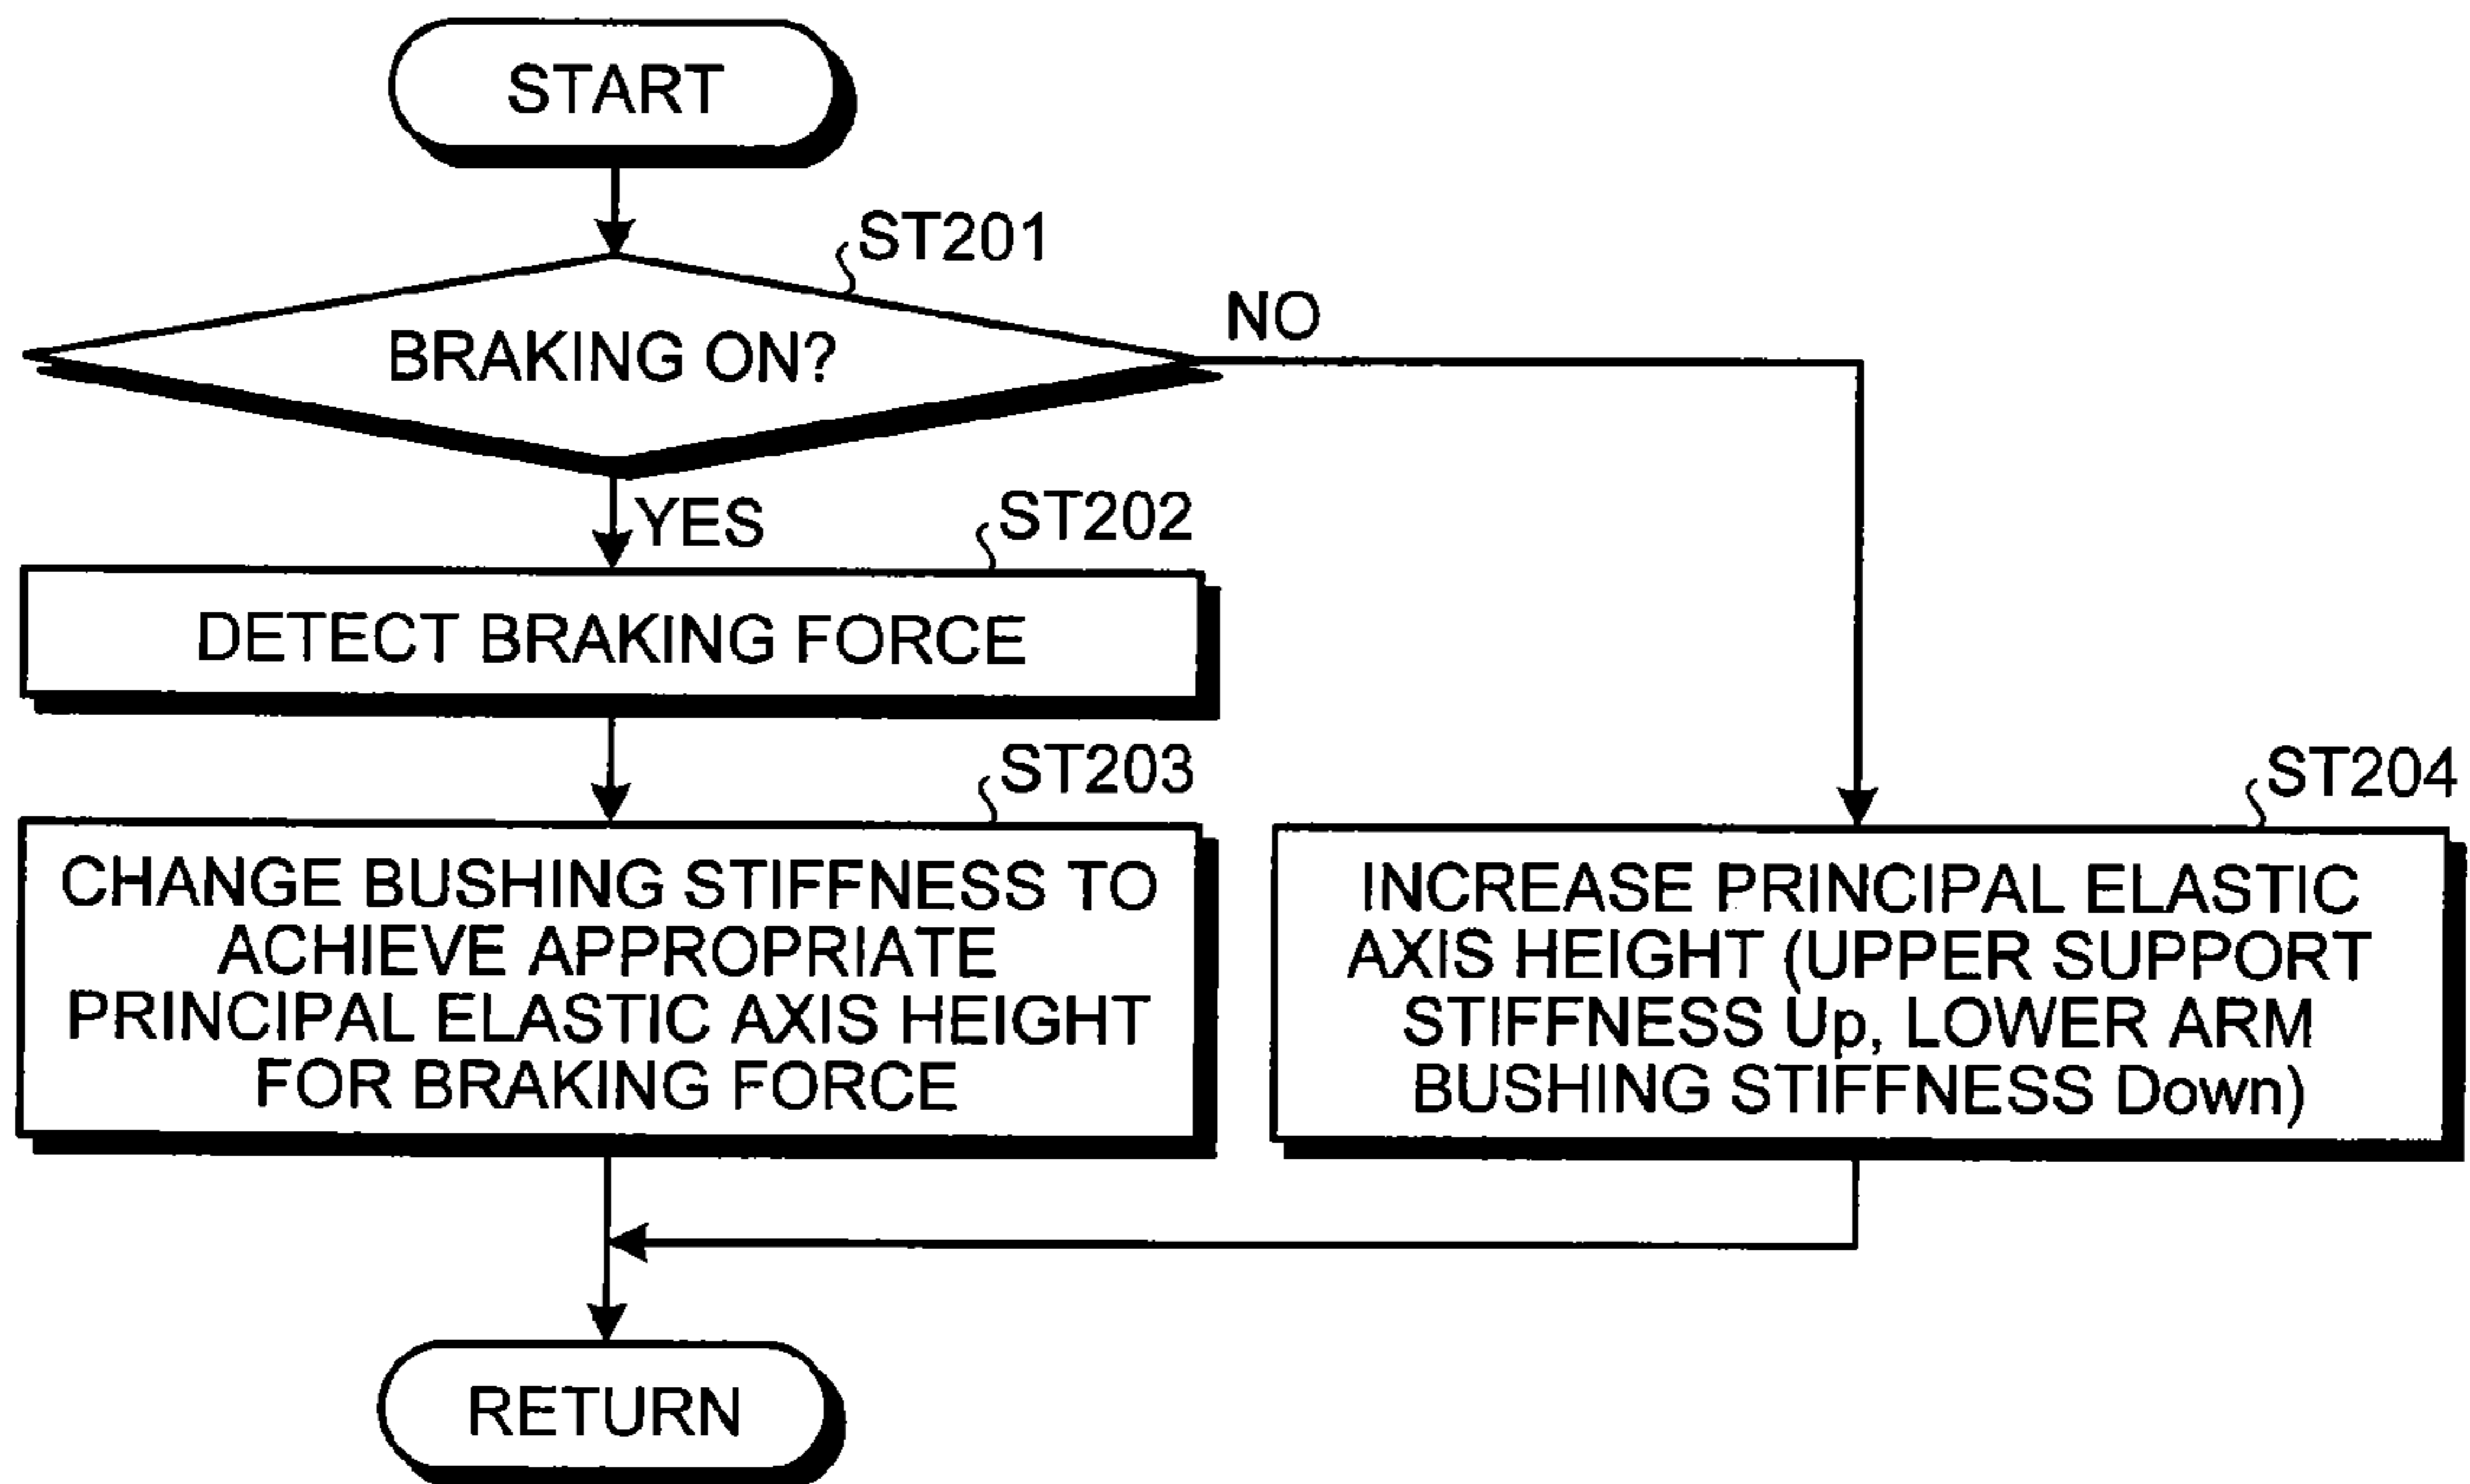 START
ST201
BRAKING ON?
NO
YES
ST202
DETECT BRAKING FORCE
ST203
CHANGE BUSHING STIFFNESS TO
ACHIEVE APPROPRIATE
PRINCIPAL ELASTIC AXIS HEIGHT
FOR BRAKING FORCE
ST204
INCREASE PRINCIPAL ELASTIC
AXIS HEIGHT (UPPER SUPPORT
STIFFNESS Up, LOWER ARM
BUSHING STIFFNESS Down)
RETURN